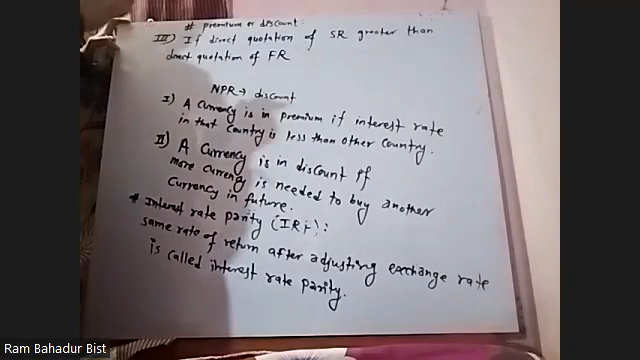 # premium or discount:
III) If direct quotation of SR greater than
direct quotation of FR
NPR → discount
I) A currency is in premium if interest rate
in that country is less than other country.
II) A currency is in discount if
more currency is needed to buy another
currency in future.
# Interest rate parity (IRP):
same rate of return after adjusting exchange rate
is called interest rate parity.
Ram Bahadur Bist